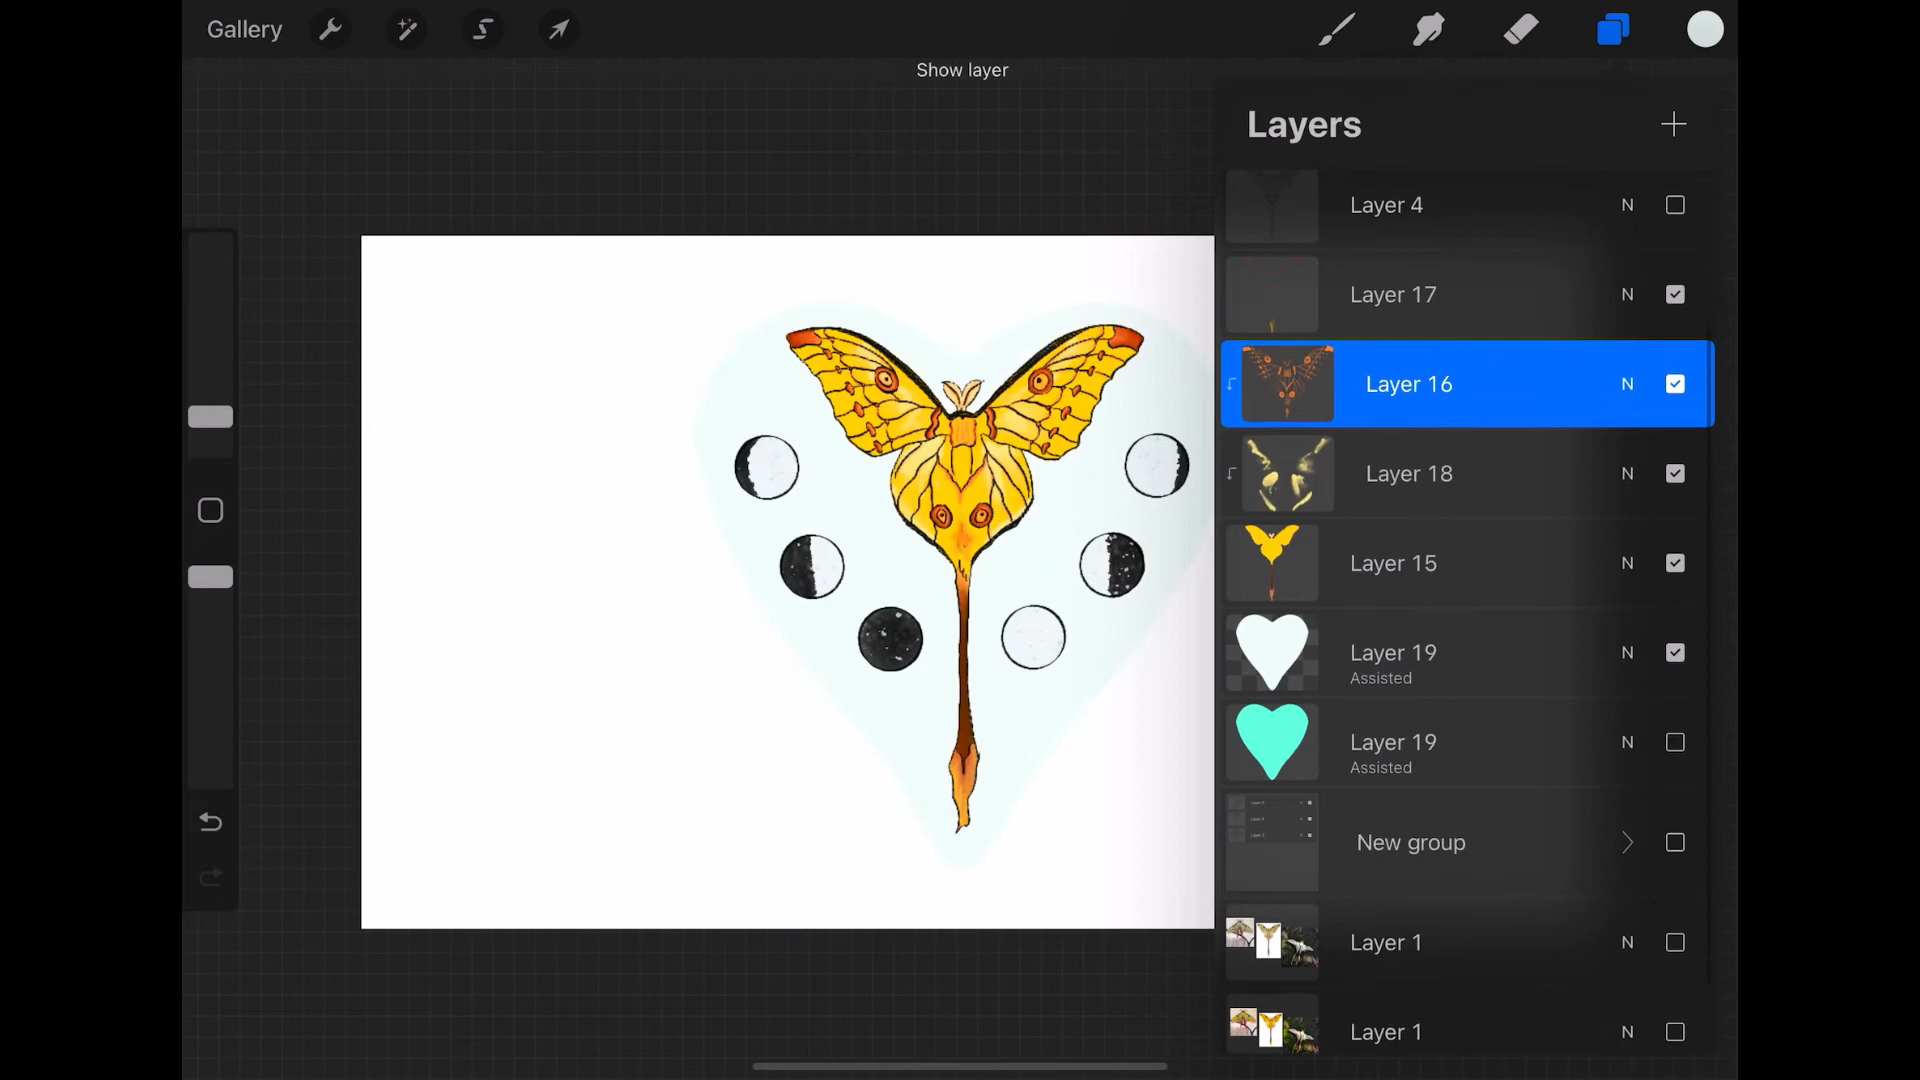 Gallery
Show layer
Layers
Layer 4 N
Layer 17 N
Layer 16 N
Layer 18 N
Layer 15 N
Layer 19 N
Assisted
Layer 19 N
Assisted
New group
Layer 1 N
Layer 1 N